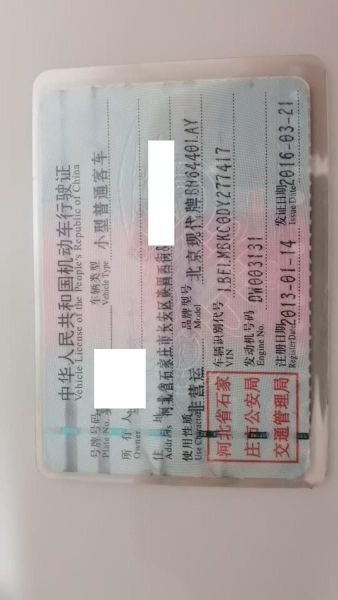 中华人民共和国机动车行驶证
Vehicle License of the People's Republic of China
号牌号码
Plate No.
车辆类型 小型普通客车
Vehicle Type
所有人
Owner
住址 河北省石家庄市长安区
Address
使用性质 非营运
Use Character
品牌型号 北京现代牌BH6440LAY
Model
车辆识别代号 LBFLMBAC0DY277417
VIN
发动机号码 DW003131
Engine No.
注册日期 2013-01-14
Register Date
发证日期 2016-03-21
Issue Date
河北省石家
庄市公安局
交通管理局